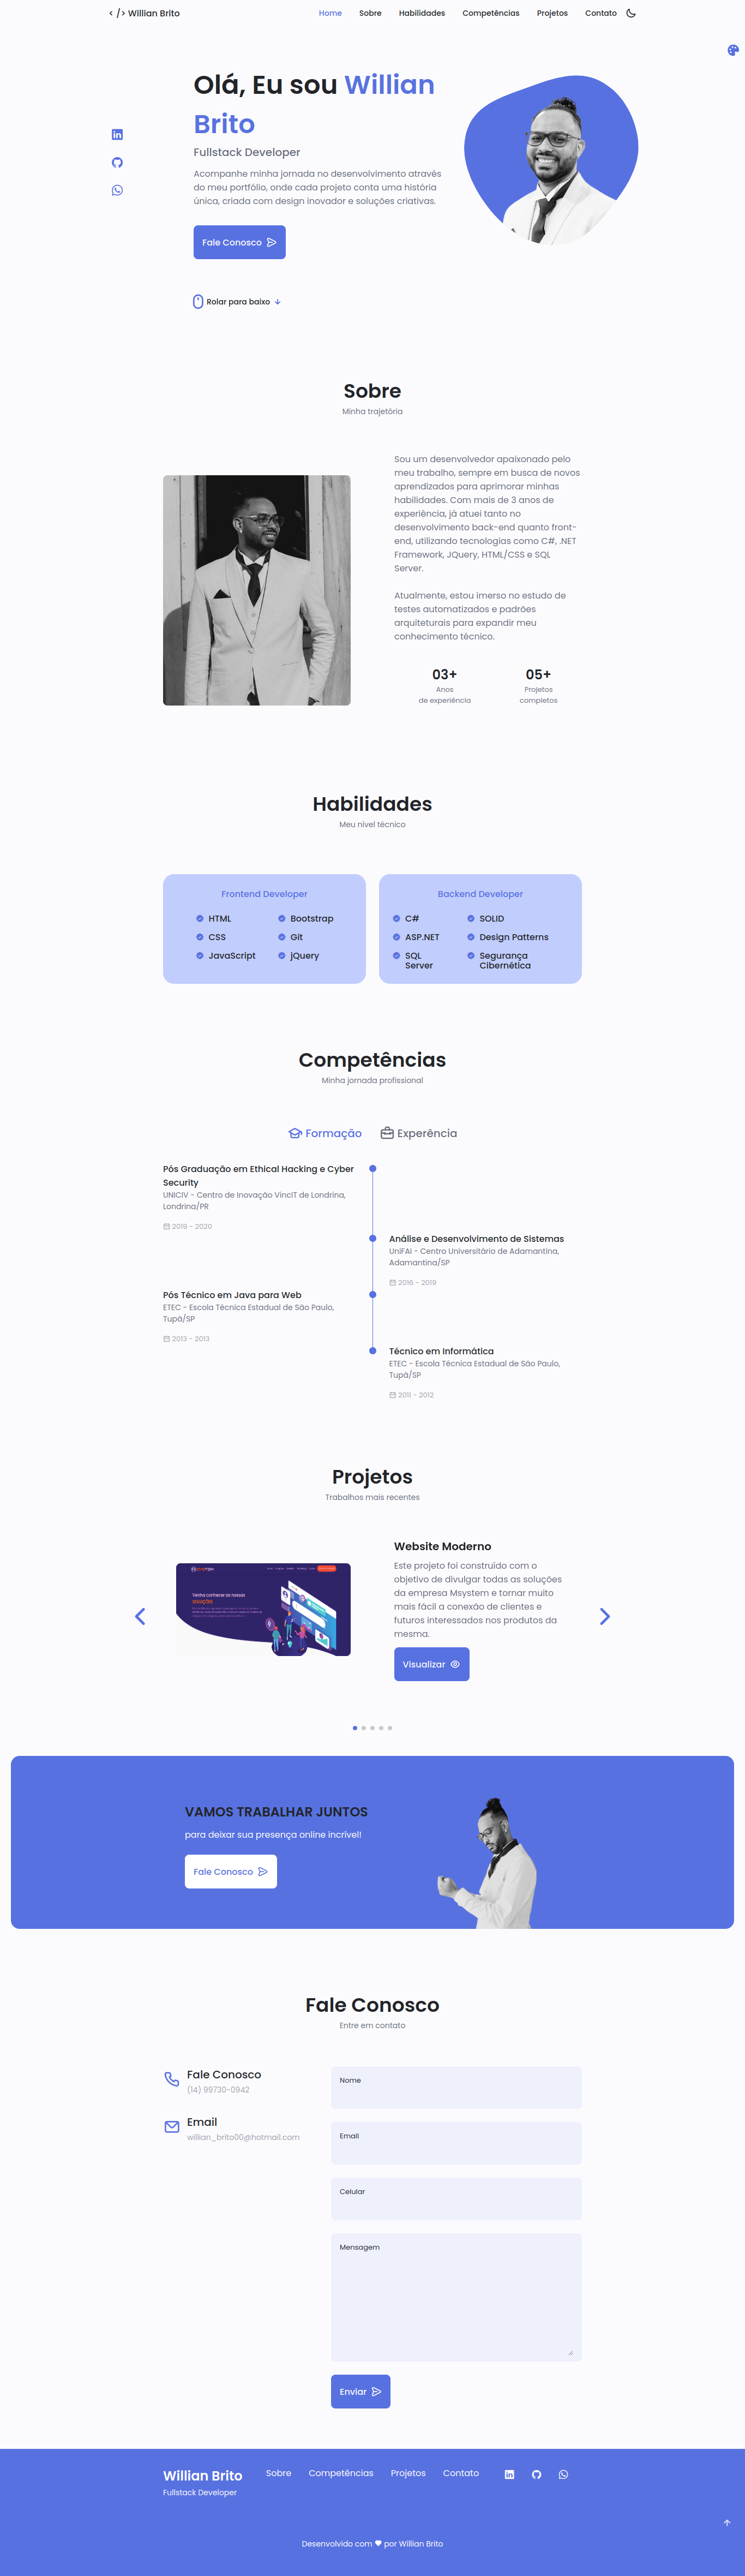 < /> Willian Brito
Home Sobre Habilidades Competências Projetos Contato
Olá, Eu sou Willian
Brito
Fullstack Developer
Acompanhe minha jornada no desenvolvimento através
do meu portfólio, onde cada projeto conta uma história
única, criada com design inovador e soluções criativas.
Fale Conosco
Rolar para baixo
Sobre
Minha trajetória
Sou um desenvolvedor apaixonado pelo
meu trabalho, sempre em busca de novos
aprendizados para aprimorar minhas
habilidades. Com mais de 3 anos de
experiência, já atuei tanto no
desenvolvimento back-end quanto front-
end, utilizando tecnologias como C#, .NET
Framework, JQuery, HTML/CSS e SQL
Server.
Atualmente, estou imerso no estudo de
testes automatizados e padrões
arquiteturais para expandir meu
conhecimento técnico.
03+
Anos
de experiência
05+
Projetos
completos
Habilidades
Meu nível técnico
Frontend Developer
HTML
CSS
JavaScript
Bootstrap
Git
jQuery
Backend Developer
C#
ASP.NET
SQL
Server
SOLID
Design Patterns
Segurança
Cibernética
Competências
Minha jornada profissional
Formação
Experência
Pós Graduação em Ethical Hacking e Cyber
Security
UNICIV - Centro de Inovação VincIT de Londrina,
Londrina/PR
2019 - 2020
Análise e Desenvolvimento de Sistemas
UniFAI - Centro Universitário de Adamantina,
Adamantina/SP
2016 - 2019
Pós Técnico em Java para Web
ETEC - Escola Técnica Estadual de São Paulo,
Tupã/SP
2013 - 2013
Técnico em Informática
ETEC - Escola Técnica Estadual de São Paulo,
Tupã/SP
2011 - 2012
Projetos
Trabalhos mais recentes
Venha conhecer as nossas
soluções
Website Moderno
Este projeto foi construído com o
objetivo de divulgar todas as soluções
da empresa Msystem e tornar muito
mais fácil a conexão de clientes e
futuros interessados nos produtos da
mesma.
Visualizar
VAMOS TRABALHAR JUNTOS
para deixar sua presença online incrível!
Fale Conosco
Fale Conosco
Entre em contato
Fale Conosco
(14) 99730-0942
Email
willian_brito00@hotmail.com
Nome
Email
Celular
Mensagem
Enviar
Willian Brito
Fullstack Developer
Sobre Competências Projetos Contato
Desenvolvido com ❤ por Willian Brito